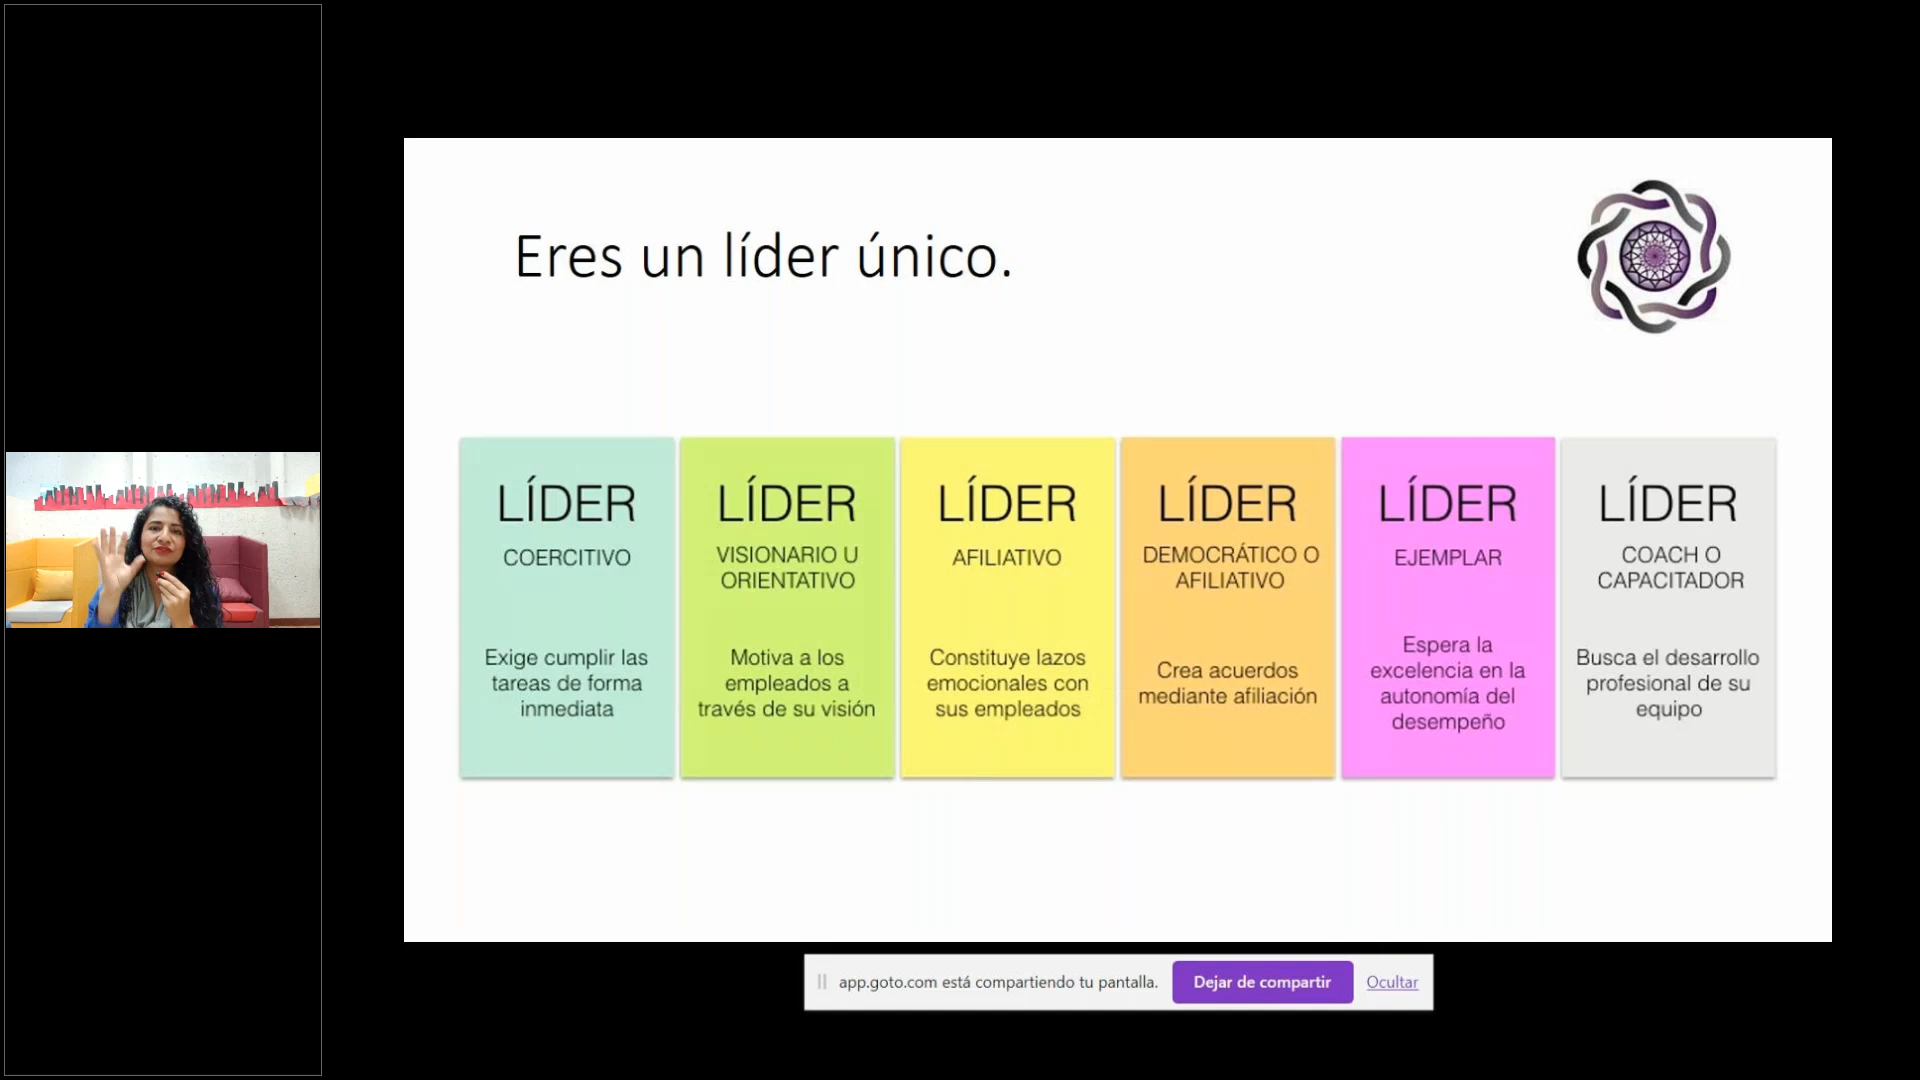 Eres un líder único.
LÍDER
COERCITIVO
Exige cumplir las
tareas de forma
inmediata
LÍDER
VISIONARIO U
ORIENTATIVO
Motiva a los
empleados a
través de su visión
LÍDER
AFILIATIVO
Constituye lazos
emocionales con
sus empleados
LÍDER
DEMOCRÁTICO O
AFILIATIVO
Crea acuerdos
mediante afiliación
LÍDER
EJEMPLAR
Espera la
excelencia en la
autonomía del
desempeño
LÍDER
COACH O
CAPACITADOR
Busca el desarrollo
profesional de su
equipo
app.goto.com está compartiendo tu pantalla.
Dejar de compartir
Ocultar